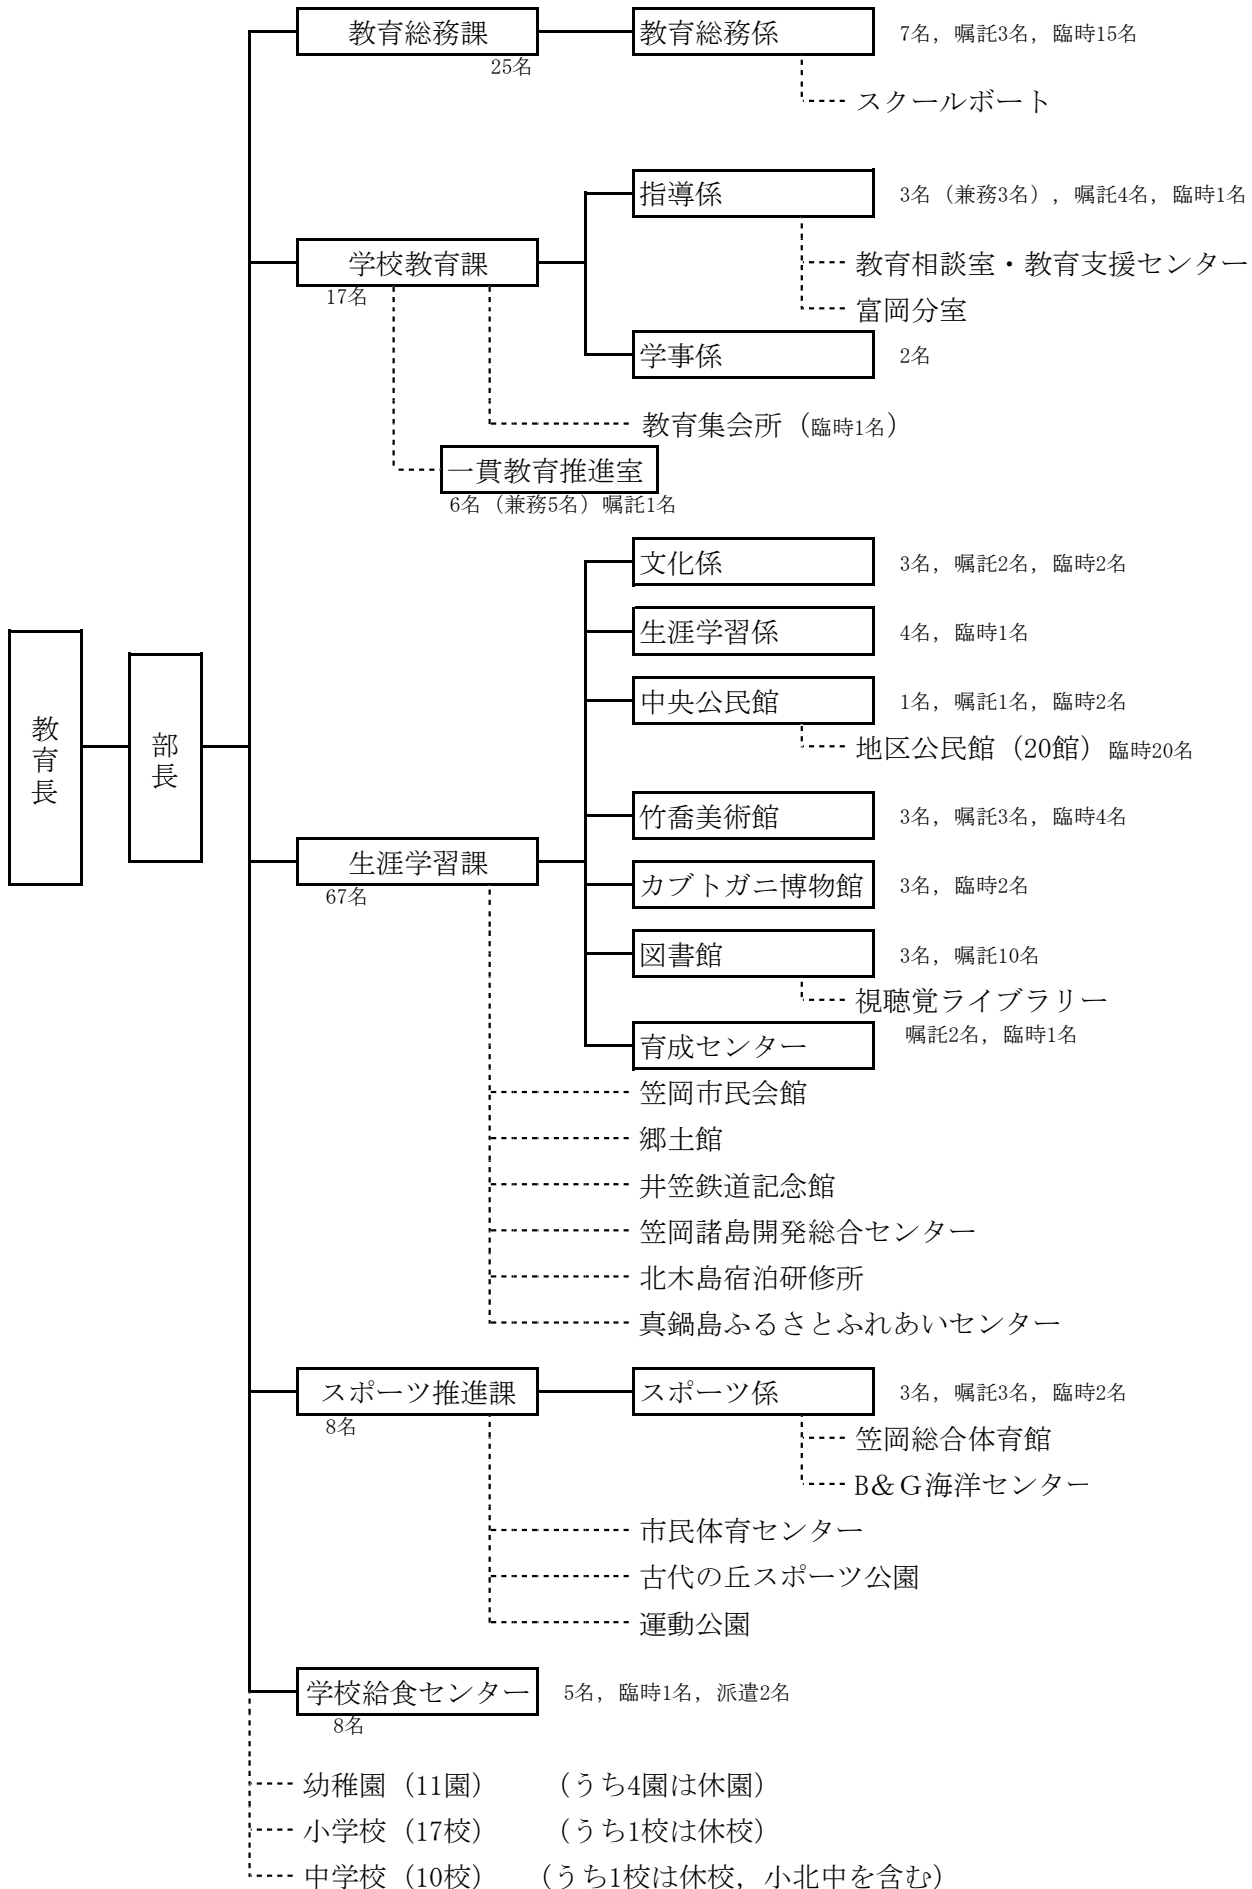 教育総務課
25名
教育総務係
7名，嘱託3名，臨時15名
スクールボート
指導係
3名（兼務3名），嘱託4名，臨時1名
学校教育課
17名
教育相談室・教育支援センター
富岡分室
学事係
2名
教育集会所（臨時1名）
一貫教育推進室
6名（兼務5名）嘱託1名
文化係
3名，嘱託2名，臨時2名
生涯学習係
4名，臨時1名
教育長
部長
中央公民館
1名，嘱託1名，臨時2名
地区公民館（20館）臨時20名
竹喬美術館
3名，嘱託3名，臨時4名
生涯学習課
67名
カブトガニ博物館
3名，臨時2名
図書館
3名，嘱託10名
視聴覚ライブラリー
育成センター
嘱託2名，臨時1名
笠岡市民会館
郷土館
井笠鉄道記念館
笠岡諸島開発総合センター
北木島宿泊研修所
真鍋島ふるさとふれあいセンター
スポーツ推進課
8名
スポーツ係
3名，嘱託3名，臨時2名
笠岡総合体育館
B＆Ｇ海洋センター
市民体育センター
古代の丘スポーツ公園
運動公園
学校給食センター
5名，臨時1名，派遣2名
8名
幼稚園（11園）　（うち4園は休園）
小学校（17校）　（うち1校は休校）
中学校（10校）　（うち1校は休校，小北中を含む）